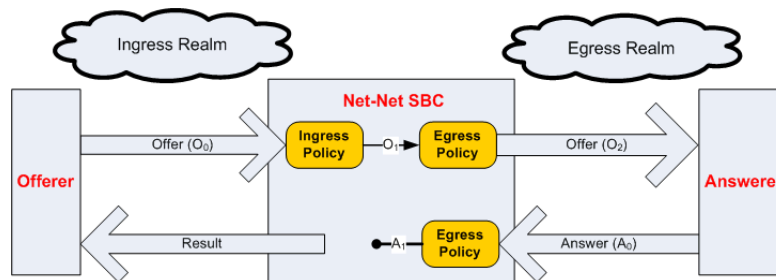 Ingress Realm
Egress Realm
Net-Net SBC
Offerer
Offer (O₀)
Ingress
Policy
O₁
Egress
Policy
Offer (O₂)
Answere
Result
A₁
Egress
Policy
Answer (A₀)